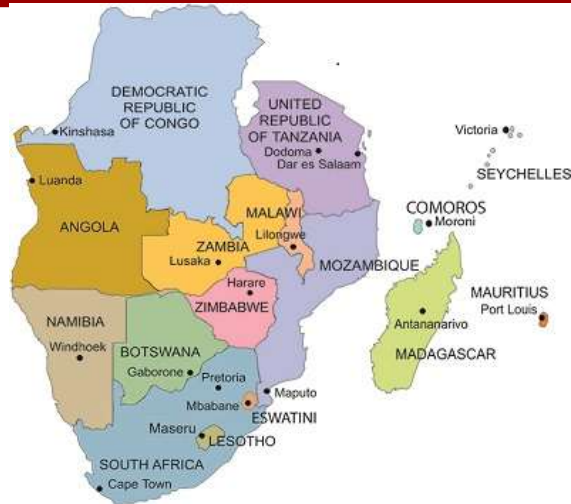 DEMOCRATIC
REPUBLIC
OF CONGO
Kinshasa
UNITED
REPUBLIC
OF TANZANIA
Dodoma
Dar es Salaam
Victoria
SEYCHELLES
Luanda
ANGOLA
MALAWI
Lilongwe
COMOROS
Moroni
ZAMBIA
Lusaka
MOZAMBIQUE
Harare
ZIMBABWE
MAURITIUS
Port Louis
Antananarivo
MADAGASCAR
NAMIBIA
Windhoek
BOTSWANA
Gaborone
Pretoria
Mbabane
Maputo
ESWATINI
Maseru
LESOTHO
SOUTH AFRICA
Cape Town